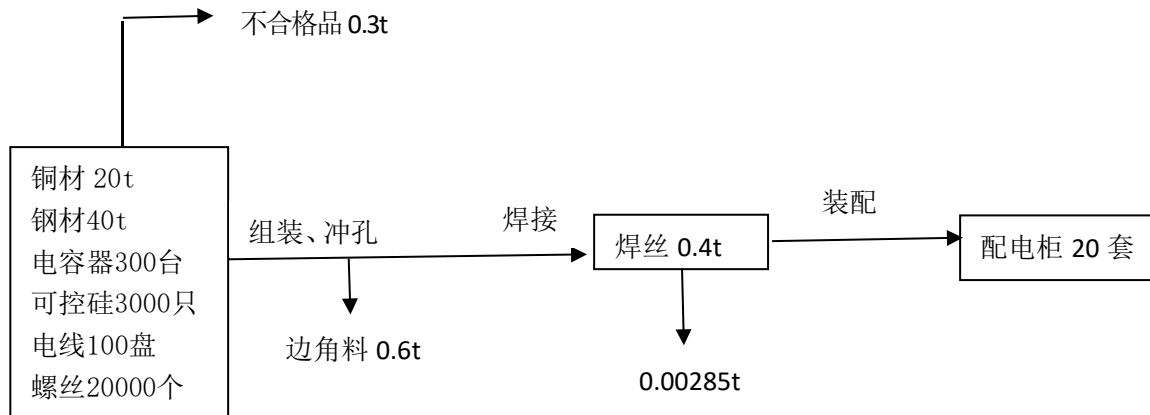 不合格品 0.3t
铜材 20t
钢材40t
电容器300台
可控硅3000只
电线100盘
螺丝20000个
组装、冲孔
焊接
边角料 0.6t
焊丝 0.4t
0.00285t
装配
配电柜 20 套